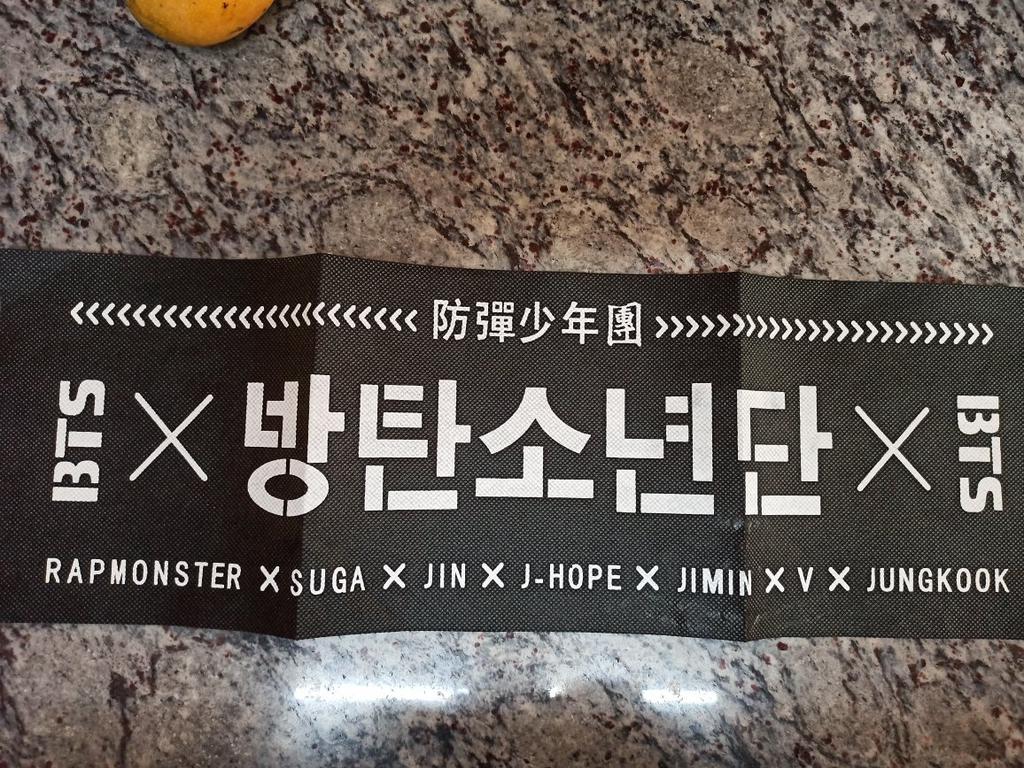 《《《《《《《《《《《《《《《《《《《《《《 防彈少年團 》》》》》》》》》》》》》》》》》》》》》》
BTS × 방탄소년단 × BTS
RAPMONSTER × SUGA × JIN × J-HOPE × JIMIN × V × JUNGKOOK